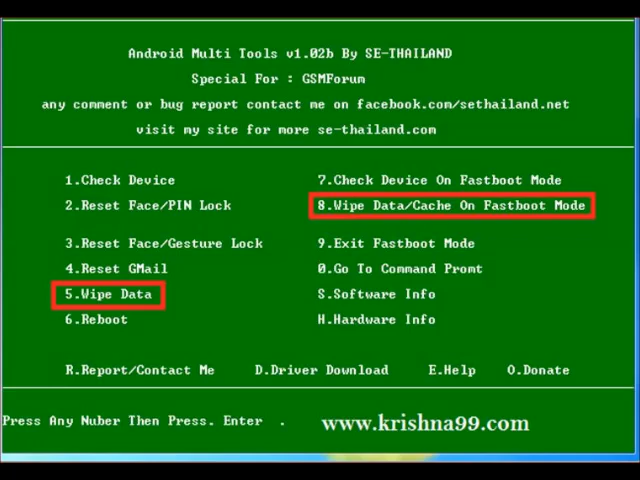 Android Multi Tools v1.02b By SE-THAILAND
Special For : GSMForum
any comment or bug report contact me on facebook.com/sethailand.net
visit my site for more se-thailand.com
1.Check Device 7.Check Device On Fastboot Mode
2.Reset Face/PIN Lock 8.Wipe Data/Cache On Fastboot Mode
3.Reset Face/Gesture Lock 9.Exit Fastboot Mode
4.Reset GMail 0.Go To Command Promt
5.Wipe Data S.Software Info
6.Reboot H.Hardware Info
R.Report/Contact Me D.Driver Download E.Help O.Donate
Press Any Nuber Then Press. Enter .
www.krishna99.com